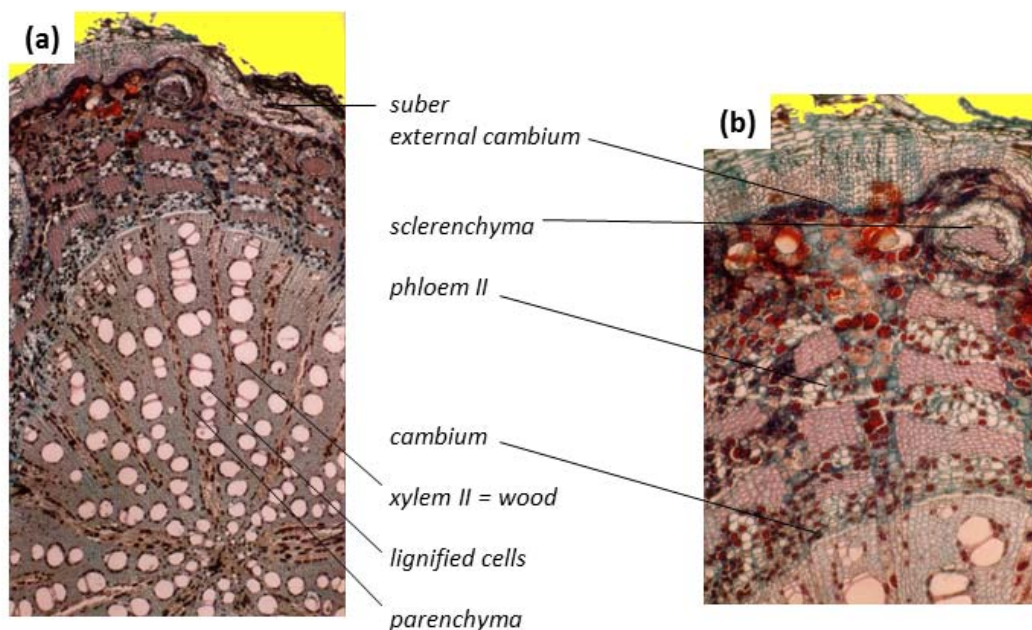 (a)
suber
external cambium
(b)
sclerenchyma
phloem II
cambium
xylem II = wood
lignified cells
parenchyma